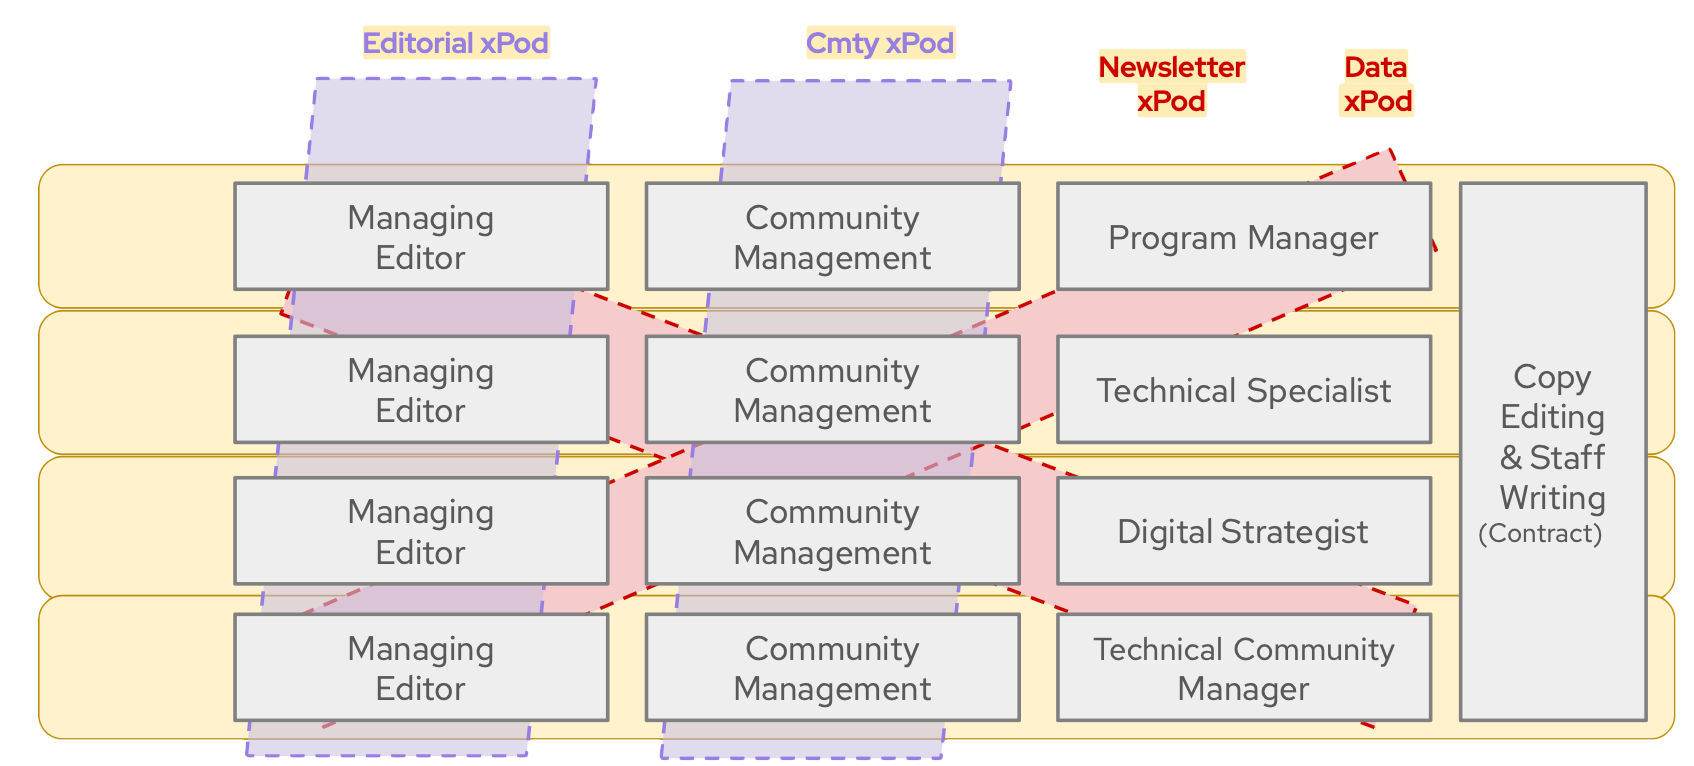 Editorial xPod
Cmty xPod
Newsletter
xPod
Data
xPod
Managing
Editor
Community
Management
Program Manager
Managing
Editor
Community
Management
Technical Specialist
Managing
Editor
Community
Management
Digital Strategist
Managing
Editor
Community
Management
Technical Community
Manager
Copy
Editing
& Staff
Writing
(Contract)